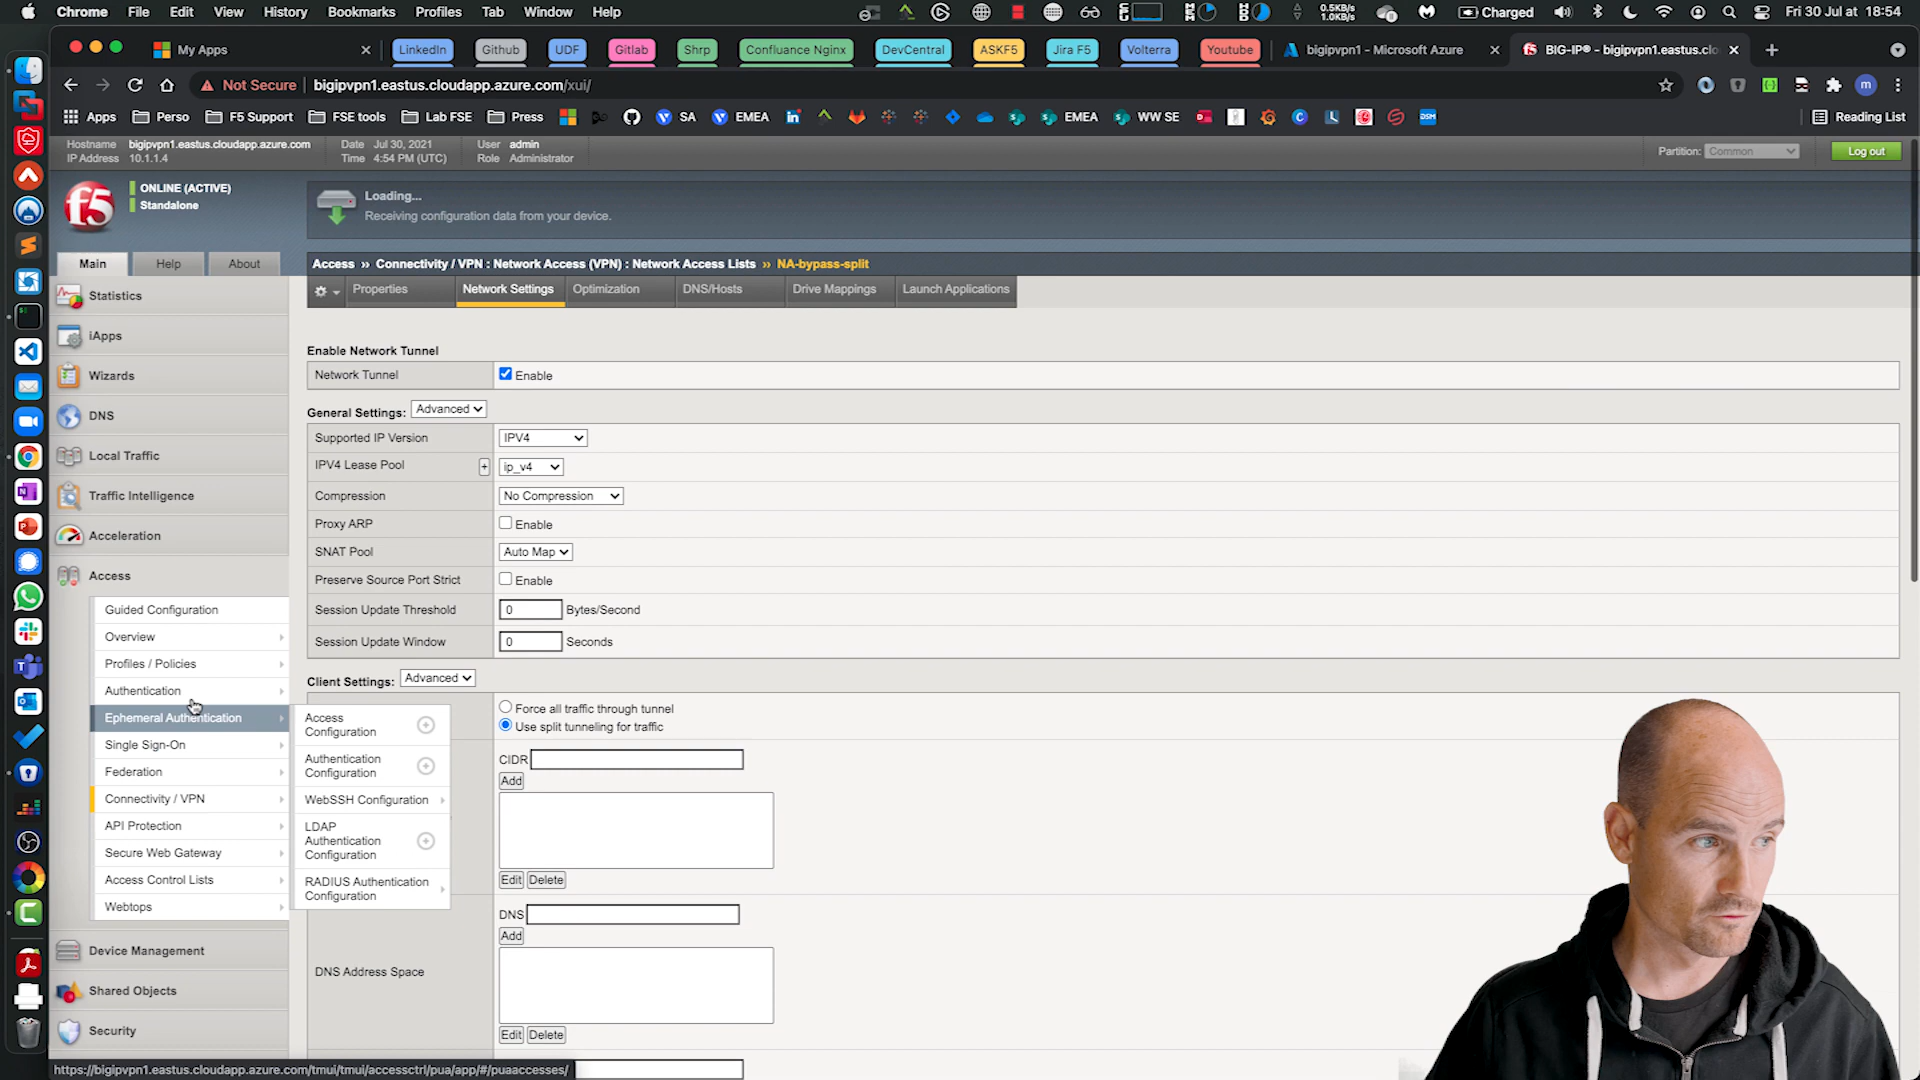 Chrome File Edit View History Bookmarks Profiles Tab Window Help 0.5KB/s 1.0KB/s Charged Fri 30 Jul at 18:54
My Apps LinkedIn Github UDF Gitlab Shrp Confluance Nginx DevCentral ASKF5 Jira F5 Volterra Youtube bigipvpn1 - Microsoft Azure BIG-IP® - bigipvpn1.eastus.clo
Not Secure bigipvpn1.eastus.cloudapp.azure.com/xui/
Apps Perso F5 Support FSE tools Lab FSE Press SA EMEA EMEA WW SE Reading List
Hostname bigipvpn1.eastus.cloudapp.azure.com Date Jul 30, 2021 User admin
IP Address 10.1.1.4 Time 4:54 PM (UTC) Role Administrator
Partition: Common Log out
f5
ONLINE (ACTIVE)
Standalone
Loading...
Receiving configuration data from your device.
Main Help About
Access » Connectivity / VPN : Network Access (VPN) : Network Access Lists » NA-bypass-split
Properties Network Settings Optimization DNS/Hosts Drive Mappings Launch Applications
Statistics
iApps
Wizards
DNS
Local Traffic
Traffic Intelligence
Acceleration
Access
Guided Configuration
Overview
Profiles / Policies
Authentication
Ephemeral Authentication
Single Sign-On
Federation
Connectivity / VPN
API Protection
Secure Web Gateway
Access Control Lists
Webtops
Device Management
Shared Objects
Security
Access
Configuration
Authentication
Configuration
WebSSH Configuration
LDAP
Authentication
Configuration
RADIUS Authentication
Configuration
Enable Network Tunnel
Network Tunnel Enable
General Settings: Advanced
Supported IP Version IPV4
IPV4 Lease Pool + ip_v4
Compression No Compression
Proxy ARP Enable
SNAT Pool Auto Map
Preserve Source Port Strict Enable
Session Update Threshold 0 Bytes/Second
Session Update Window 0 Seconds
Client Settings: Advanced
Force all traffic through tunnel
Use split tunneling for traffic
CIDR
Add
Edit Delete
DNS
Add
DNS Address Space
Edit Delete
https://bigipvpn1.eastus.cloudapp.azure.com/tmui/tmui/accessctrl/pua/app/#/puaaccesses/